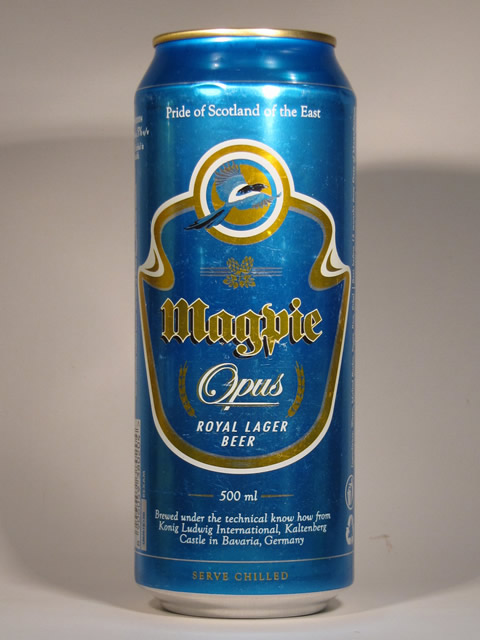 Pride of Scotland of the East
Magpie
Opus
ROYAL LAGER
BEER
500 ml
Brewed under the technical know how from
Konig Ludwig International, Kaltenberg
Castle in Bavaria, Germany
SERVE CHILLED